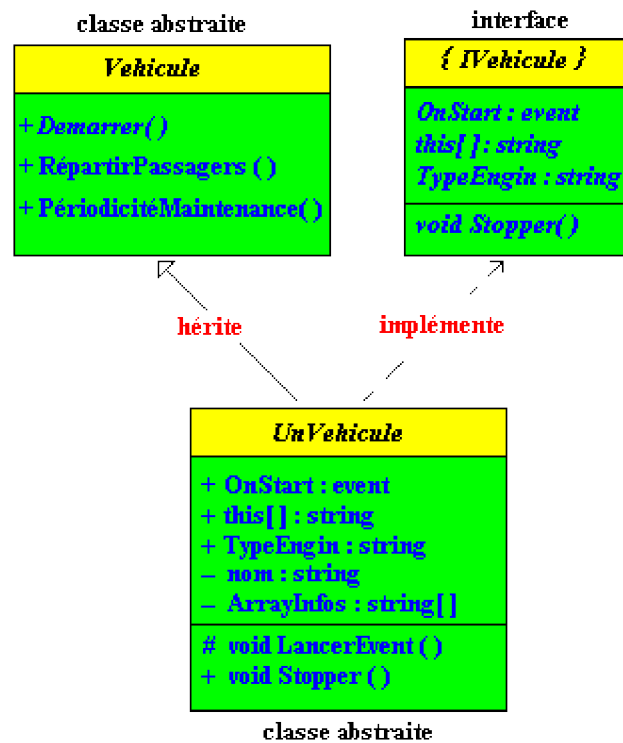 classe abstraite
Vehicule
+ Demarrer( )
+ RépartirPassagers ( )
+ PériodicitéMaintenance( )
interface
{ IVehicule }
OnStart : event
this[ ] : string
TypeEngin : string
void Stopper( )
hérite
implémente
UnVehicule
+ OnStart : event
+ this[ ] : string
+ TypeEngin : string
– nom : string
– ArrayInfos : string[ ]
# void LancerEvent ( )
+ void Stopper ( )
classe abstraite